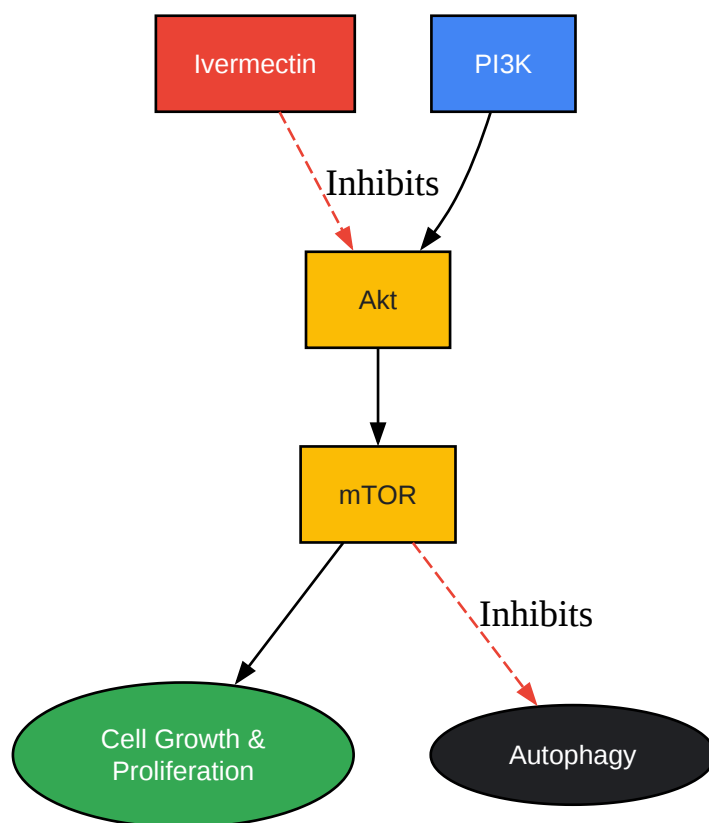 Ivermectin
PI3K
Inhibits
Akt
mTOR
Inhibits
Cell Growth &
Proliferation
Autophagy